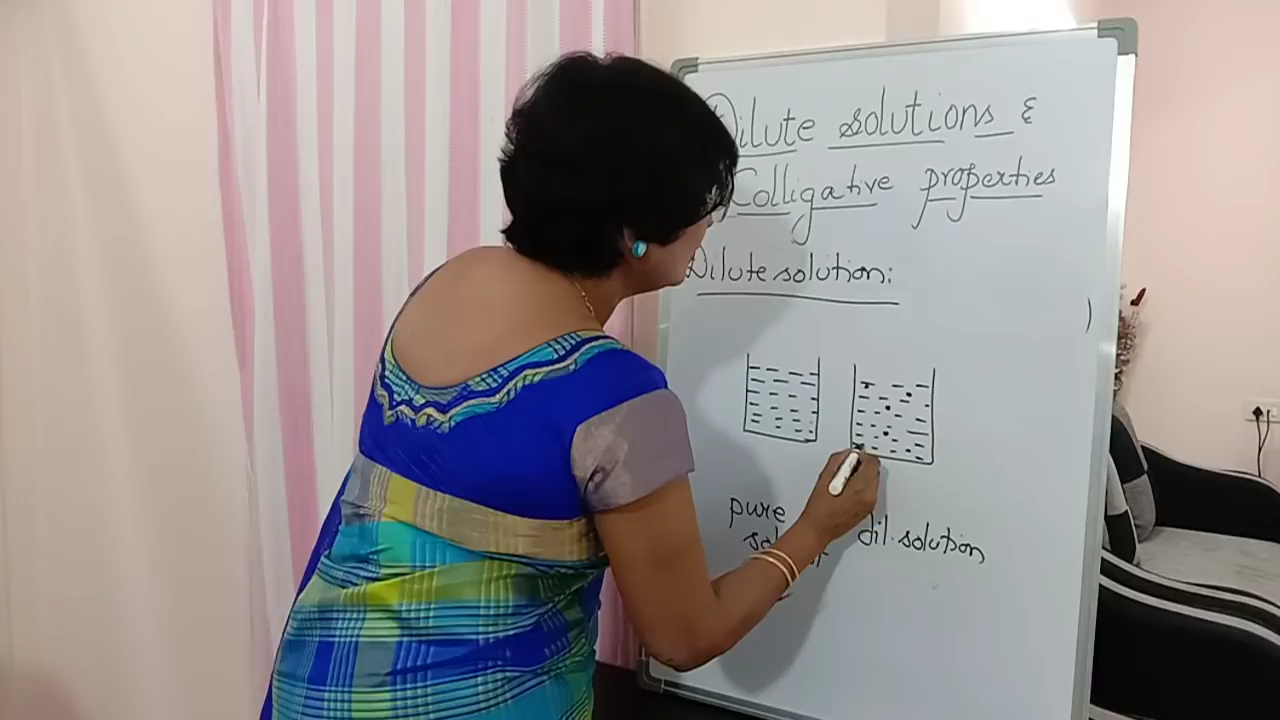 Dilute solutions &
Colligative properties
Dilute solution:
pure
dil. solution